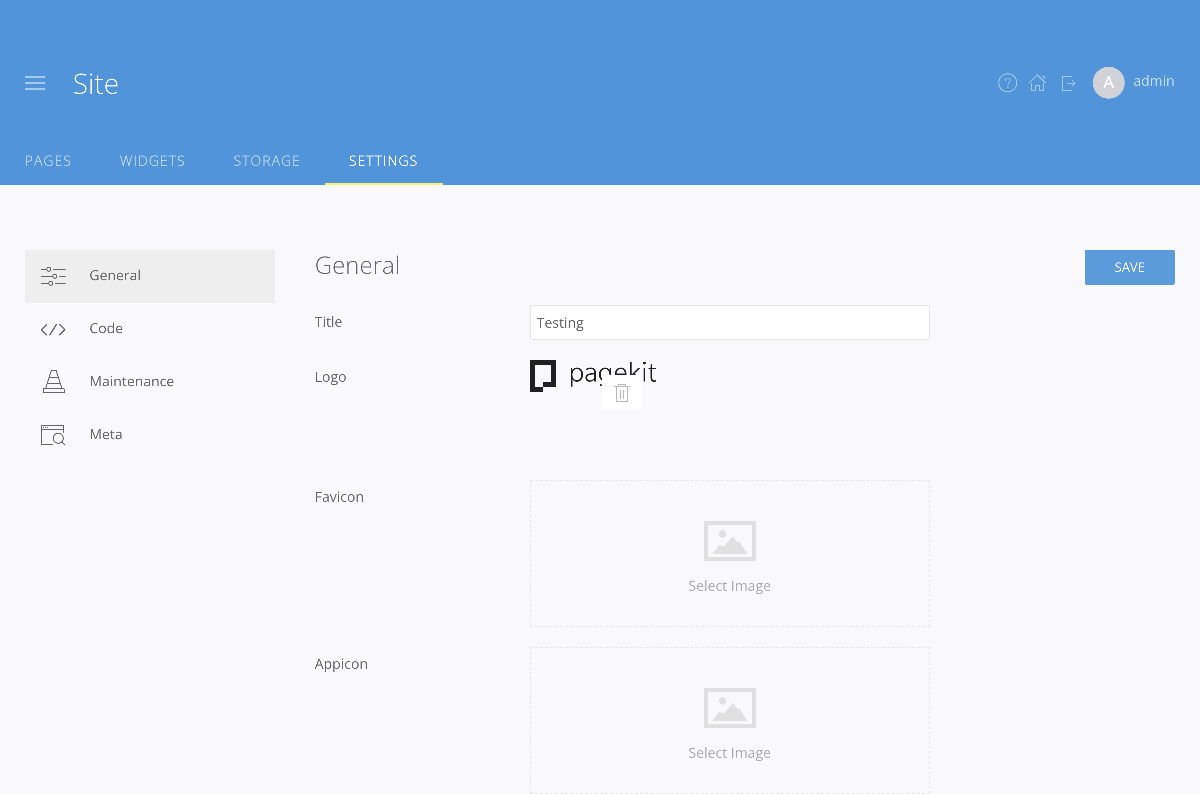 Site
?
A
admin
PAGES WIDGETS STORAGE SETTINGS
General
Code
Maintenance
Meta
General
SAVE
Title
Testing
Logo
pagekit
Favicon
Select Image
Appicon
Select Image